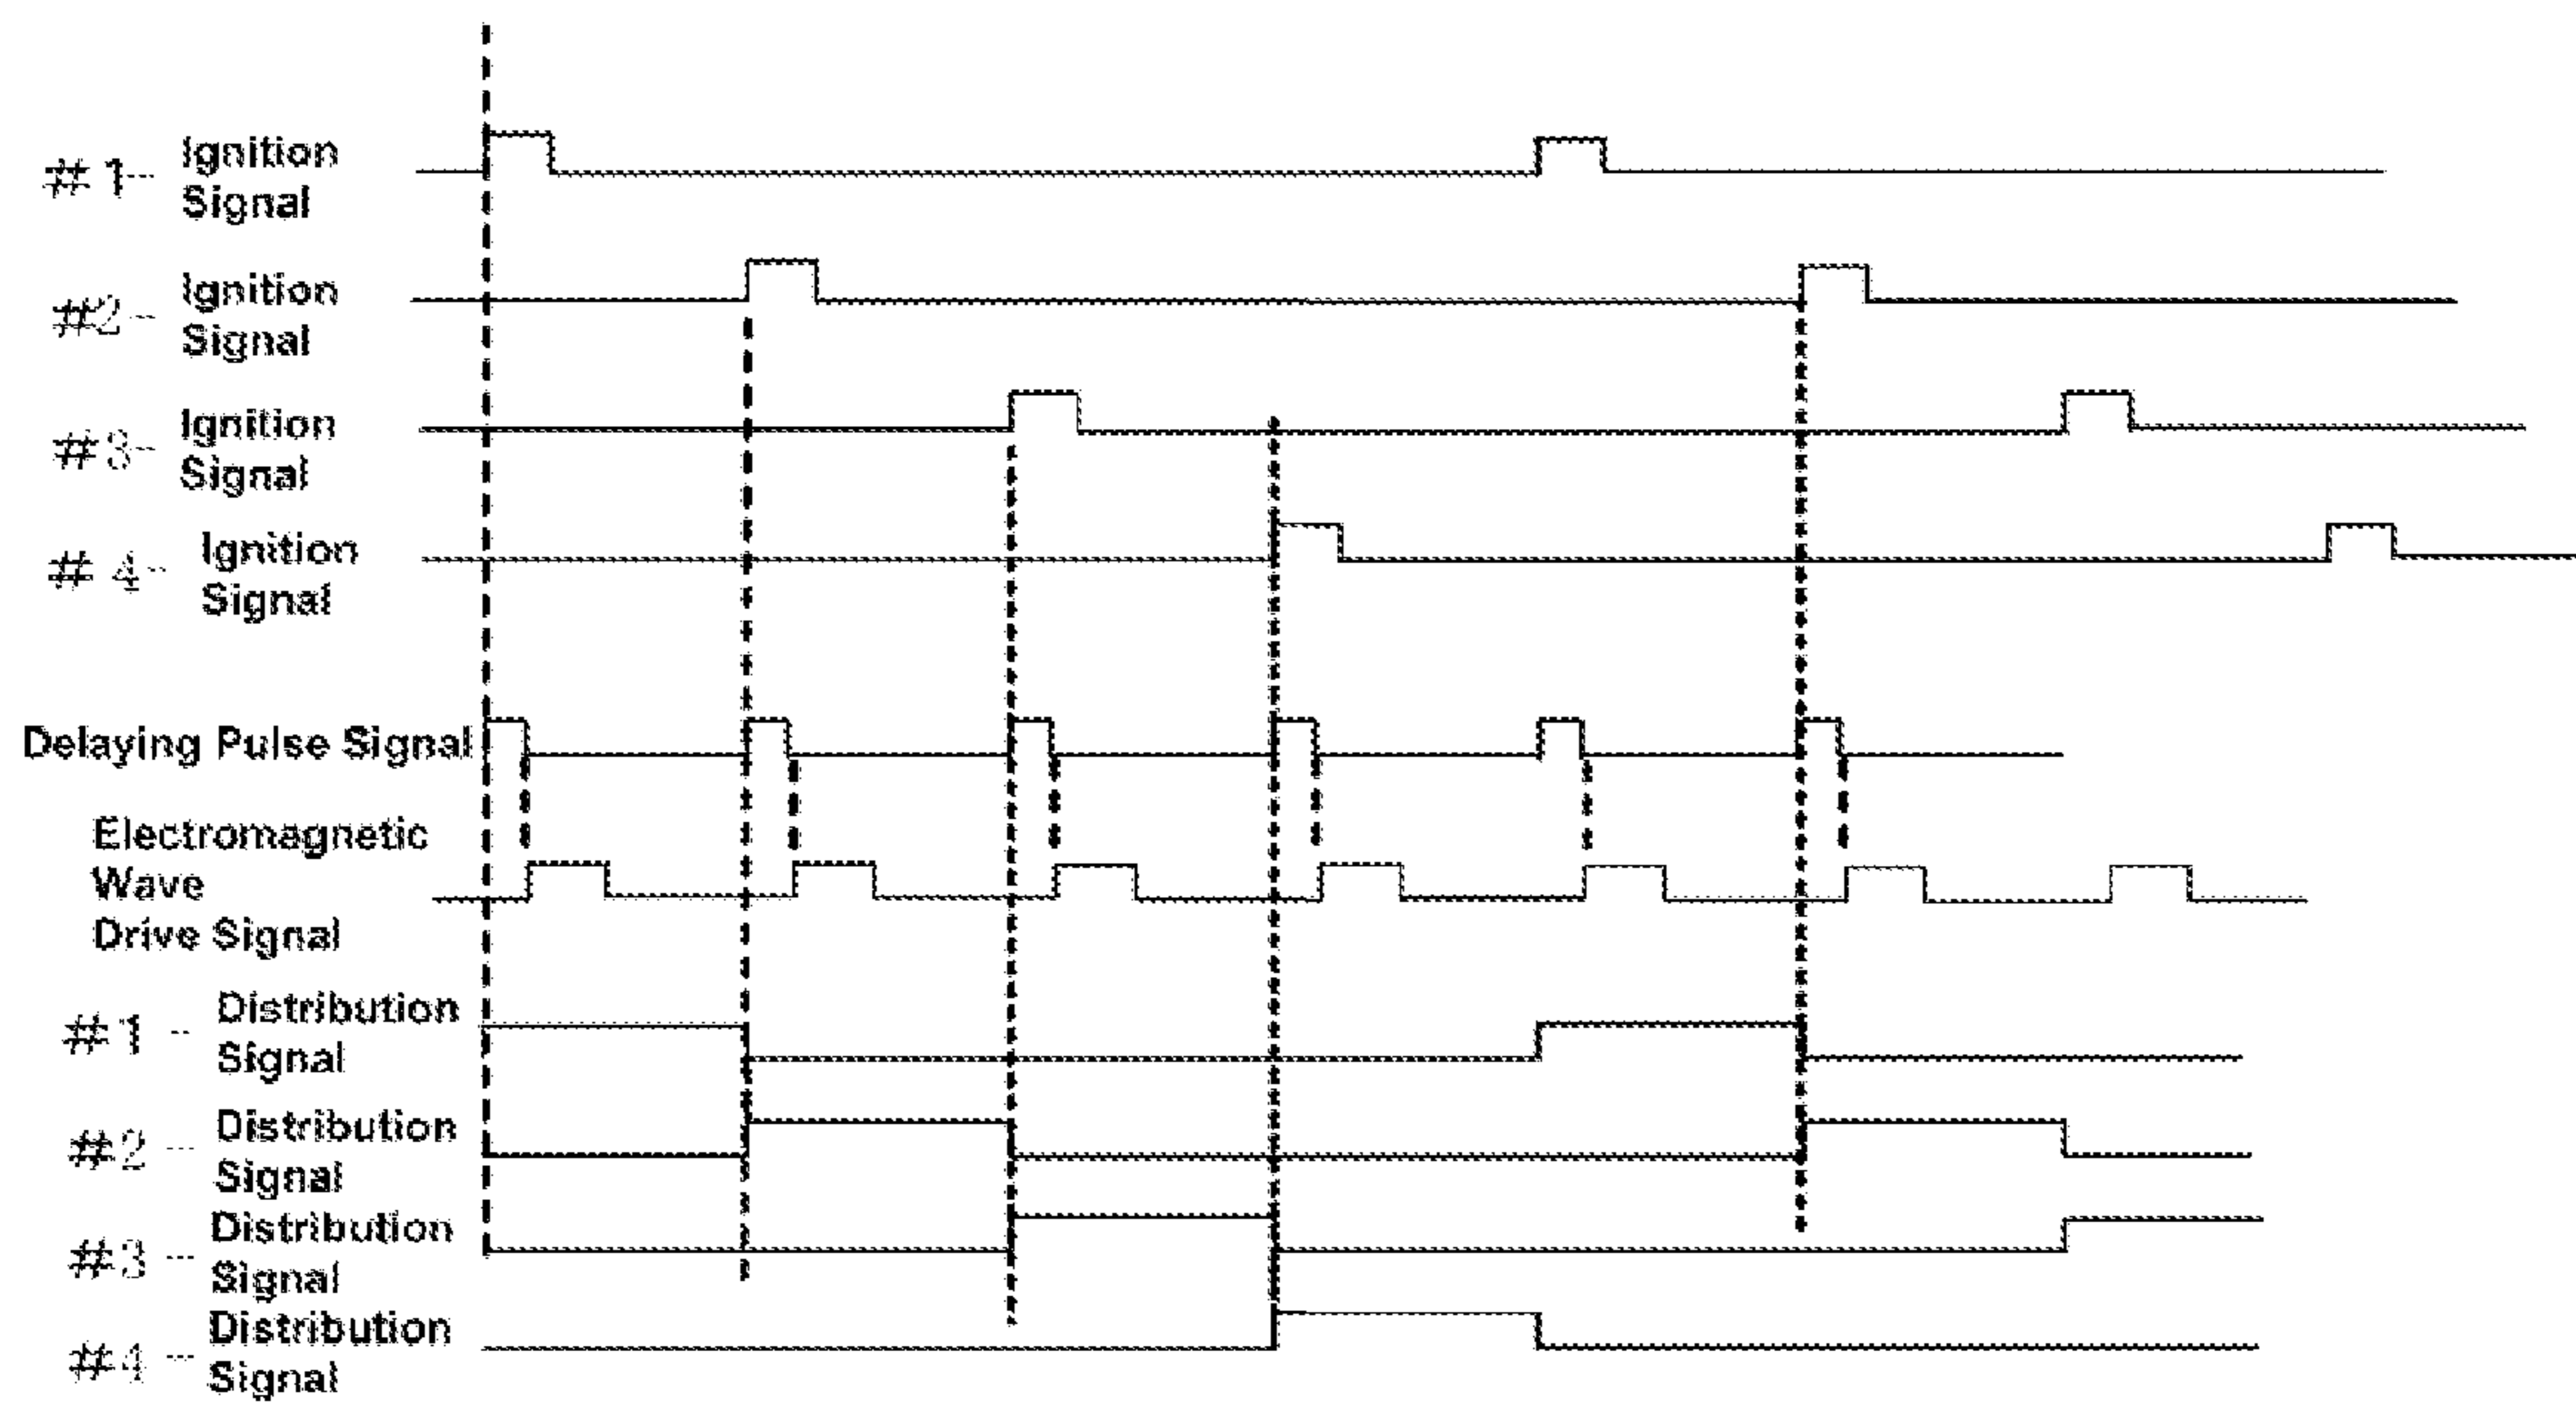 #1-- Ignition
Signal
#2-- Ignition
Signal
#3-- Ignition
Signal
#4-- Ignition
Signal
Delaying Pulse Signal
Electromagnetic
Wave
Drive Signal
#1-- Distribution
Signal
#2--- Distribution
Signal
#3--- Distribution
Signal
#4--- Distribution
Signal